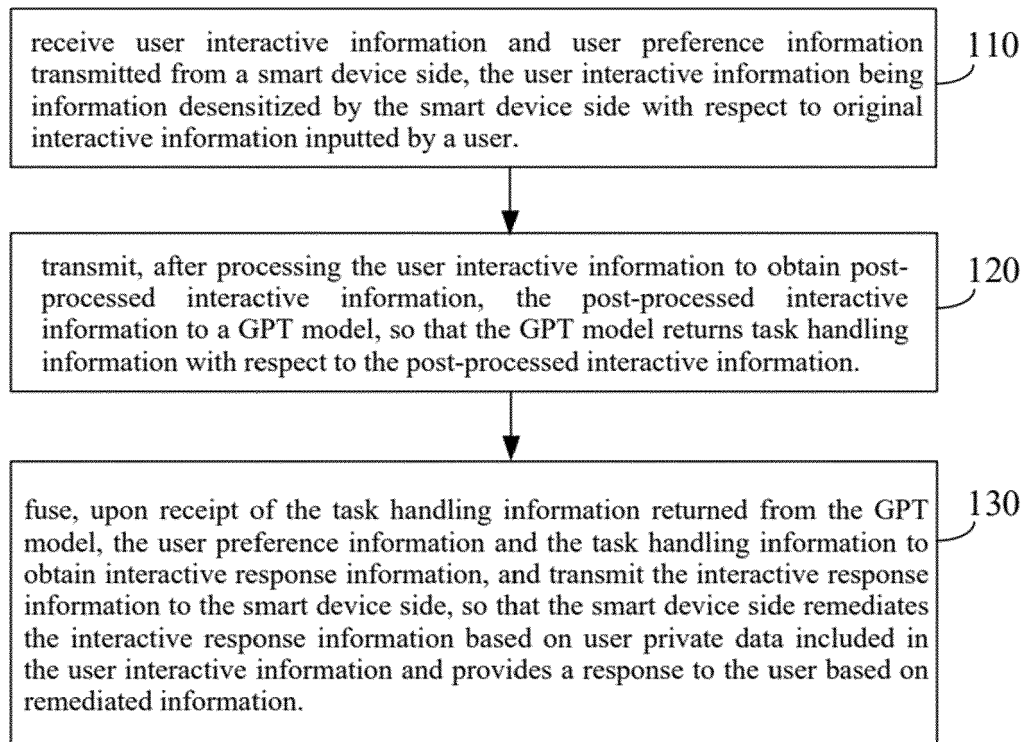 receive user interactive information and user preference information
transmitted from a smart device side, the user interactive information being
information desensitized by the smart device side with respect to original
interactive information inputted by a user.
110
transmit, after processing the user interactive information to obtain post-
processed interactive information, the post-processed interactive
information to a GPT model, so that the GPT model returns task handling
information with respect to the post-processed interactive information.
120
fuse, upon receipt of the task handling information returned from the GPT
model, the user preference information and the task handling information to
obtain interactive response information, and transmit the interactive response
information to the smart device side, so that the smart device side remediates
the interactive response information based on user private data included in
the user interactive information and provides a response to the user based on
remediated information.
130